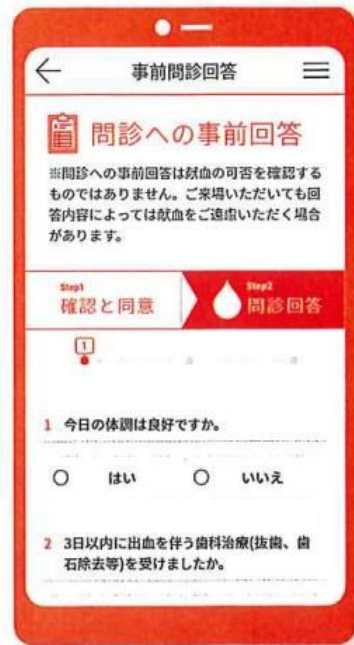 事前問診回答
問診への事前回答
※問診への事前回答は献血の可否を確認する
ものではありません。ご来場いただいても回
答内容によっては献血をご遠慮いただく場合
があります。
Step1
確認と同意
Step2
問診回答
1
1 今日の体調は良好ですか。
はい
いいえ
2 3日以内に出血を伴う歯科治療(抜歯、歯
石除去等)を受けましたか。